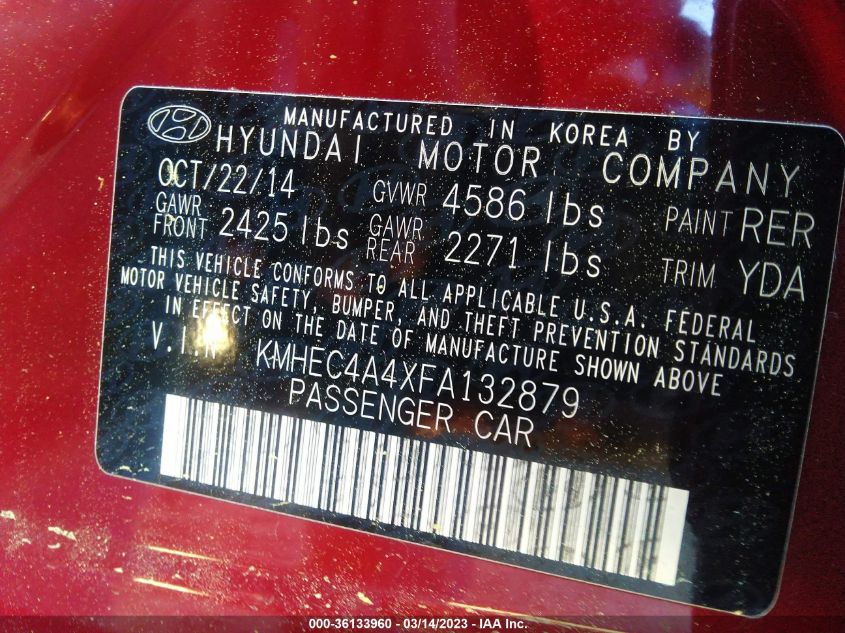 MANUFACTURED IN KOREA BY
HYUNDAI MOTOR COMPANY
OCT/22/14 GVWR 4586 lbs PAINT RER
GAWR FRONT 2425 lbs GAWR REAR 2271 lbs TRIM YDA
THIS VEHICLE CONFORMS TO ALL APPLICABLE U.S.A. FEDERAL
MOTOR VEHICLE SAFETY, BUMPER, AND THEFT PREVENTION STANDARDS
IN EFFECT ON THE DATE OF MANUFACTURE SHOWN ABOVE
V.I.N KMHEC4A4XFA132879
PASSENGER CAR
000-36133960 — 03/14/2023 — IAA Inc.